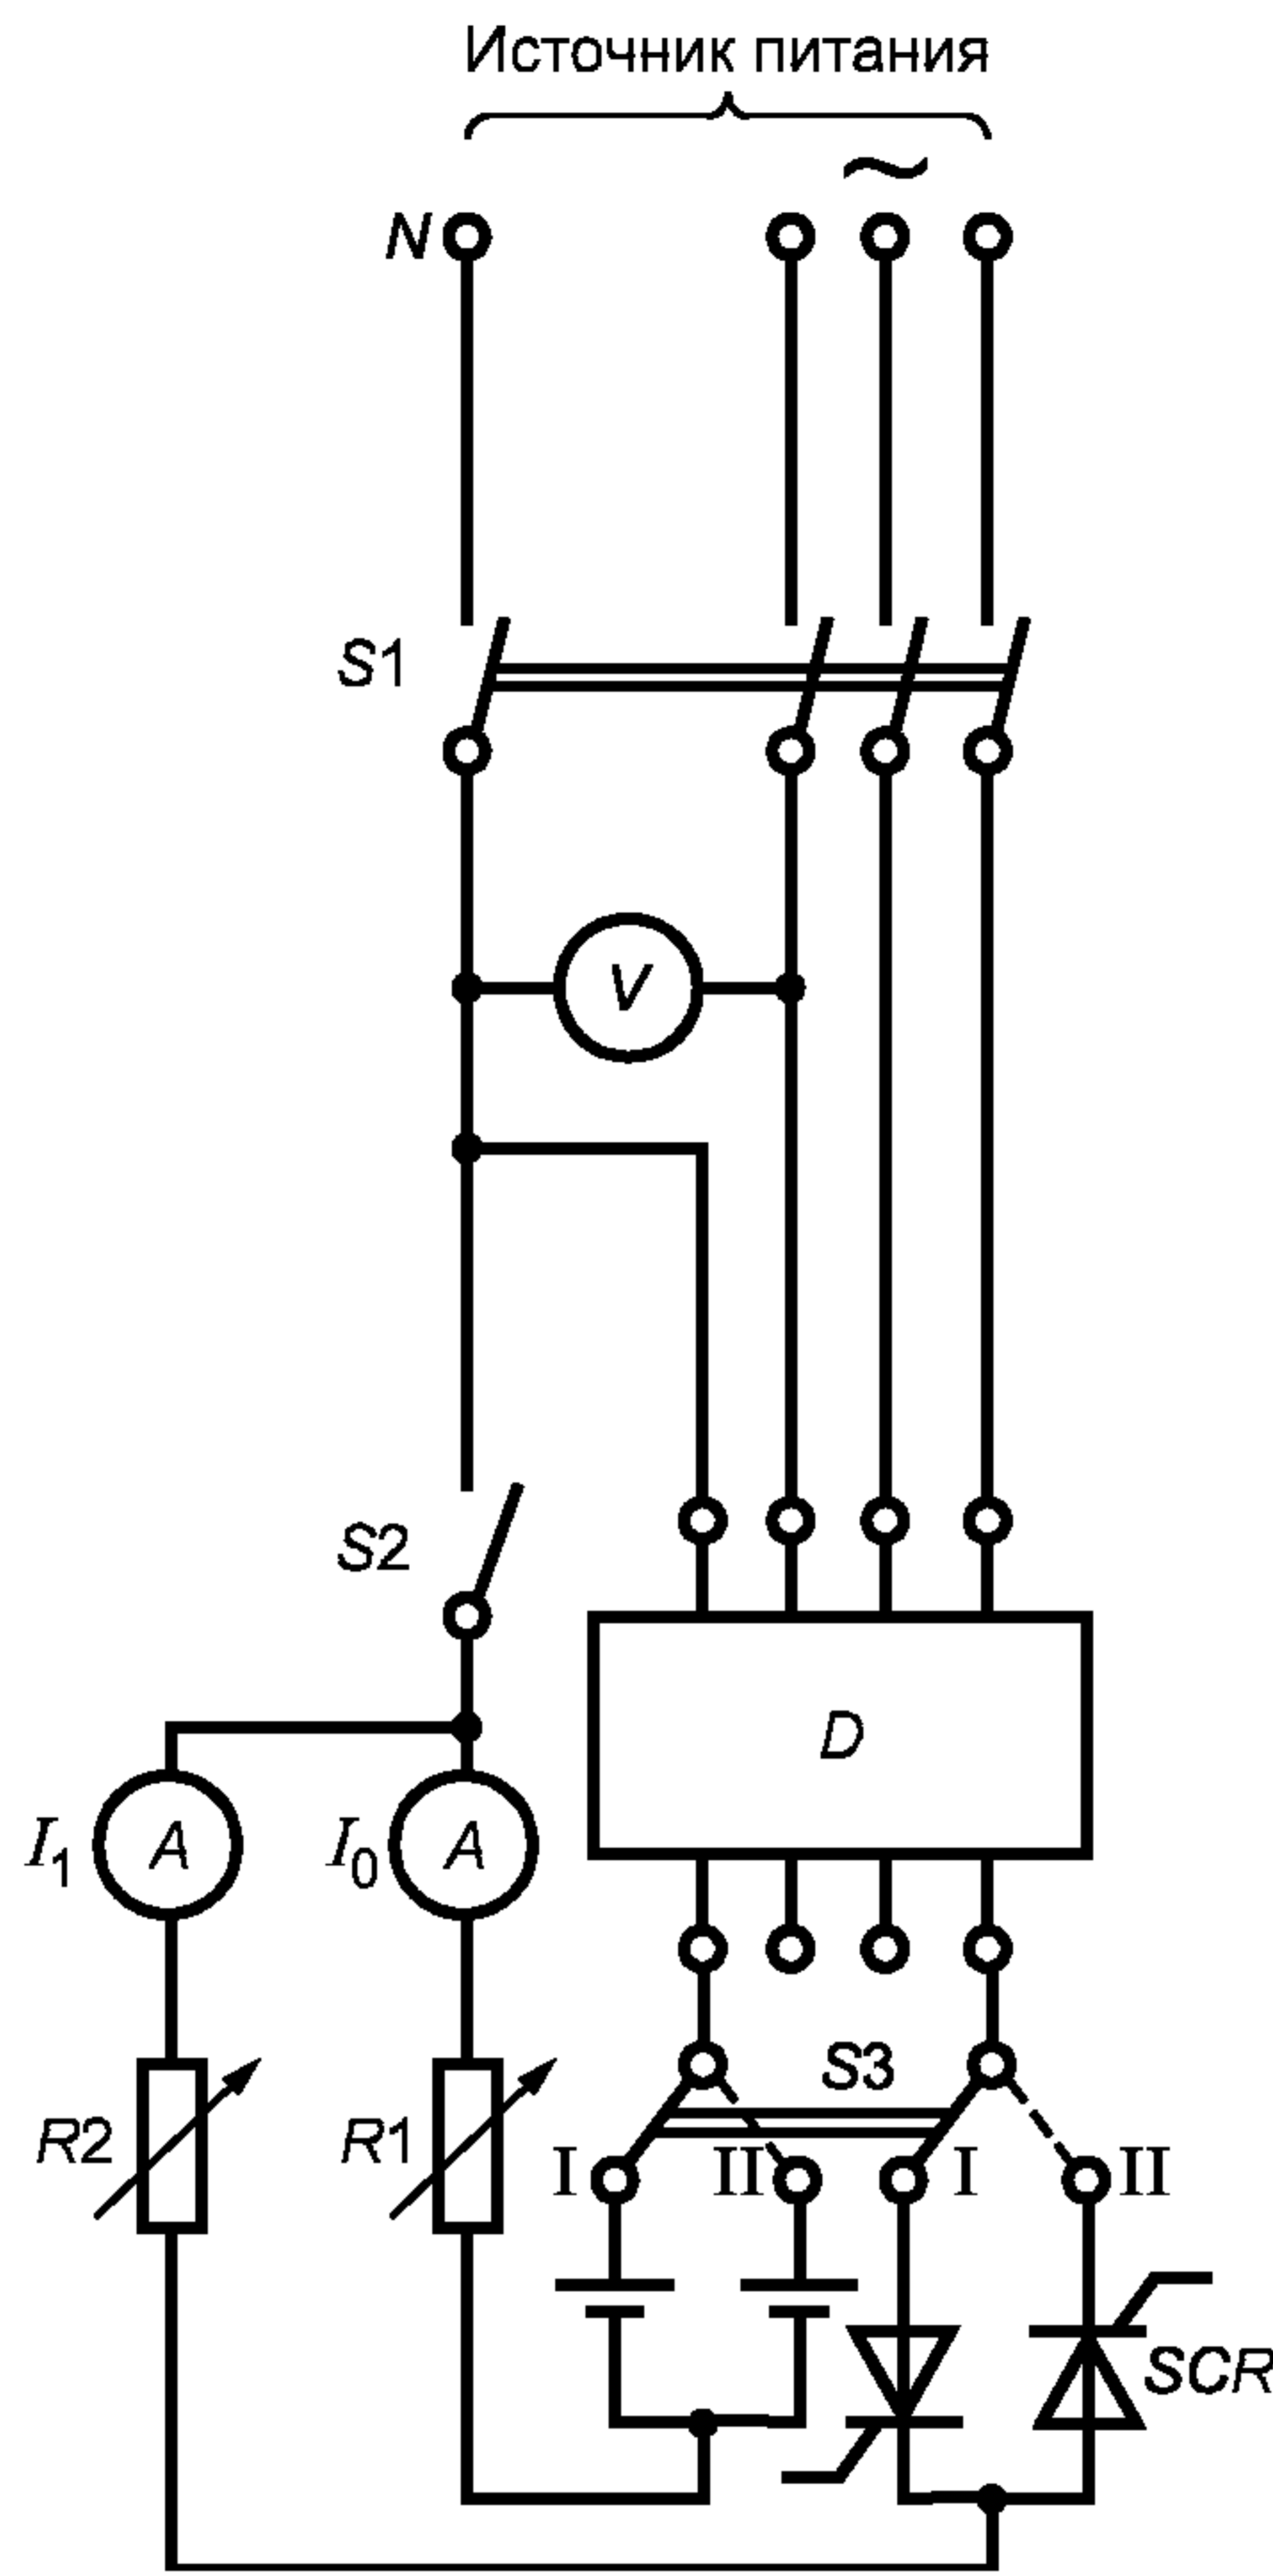 Источник питания
~
N
S1
V
S2
D
I1 A I0 A
S3
R2 R1
I II I II
SCR